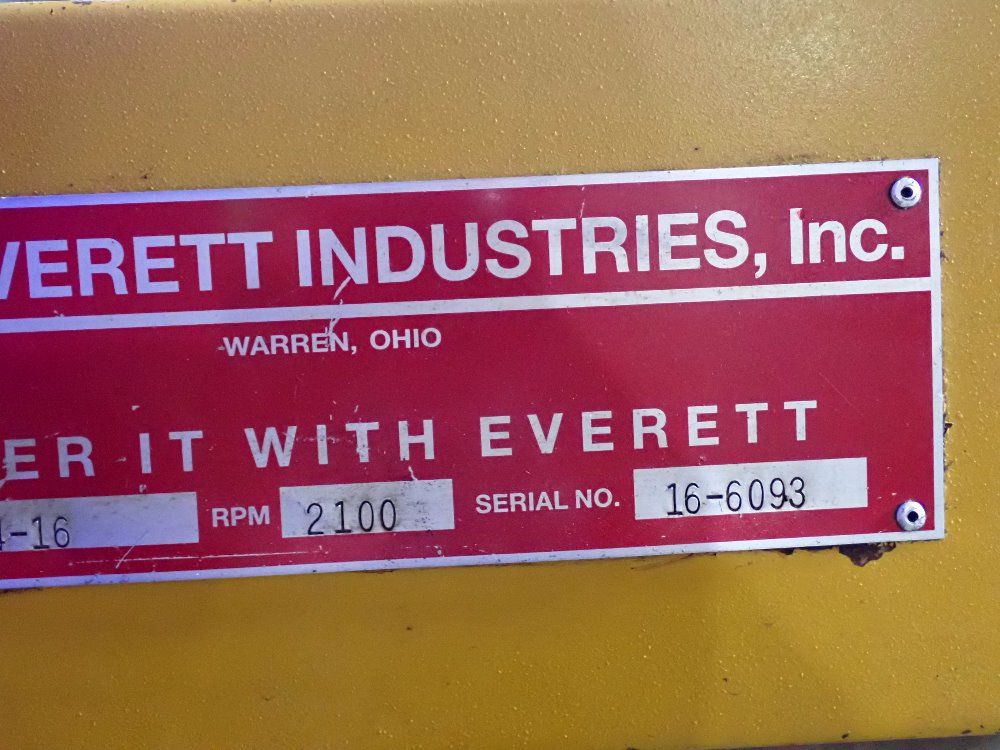 VERETT INDUSTRIES, Inc.
WARREN, OHIO
ER IT WITH EVERETT
-16 RPM 2100 SERIAL NO. 16-6093